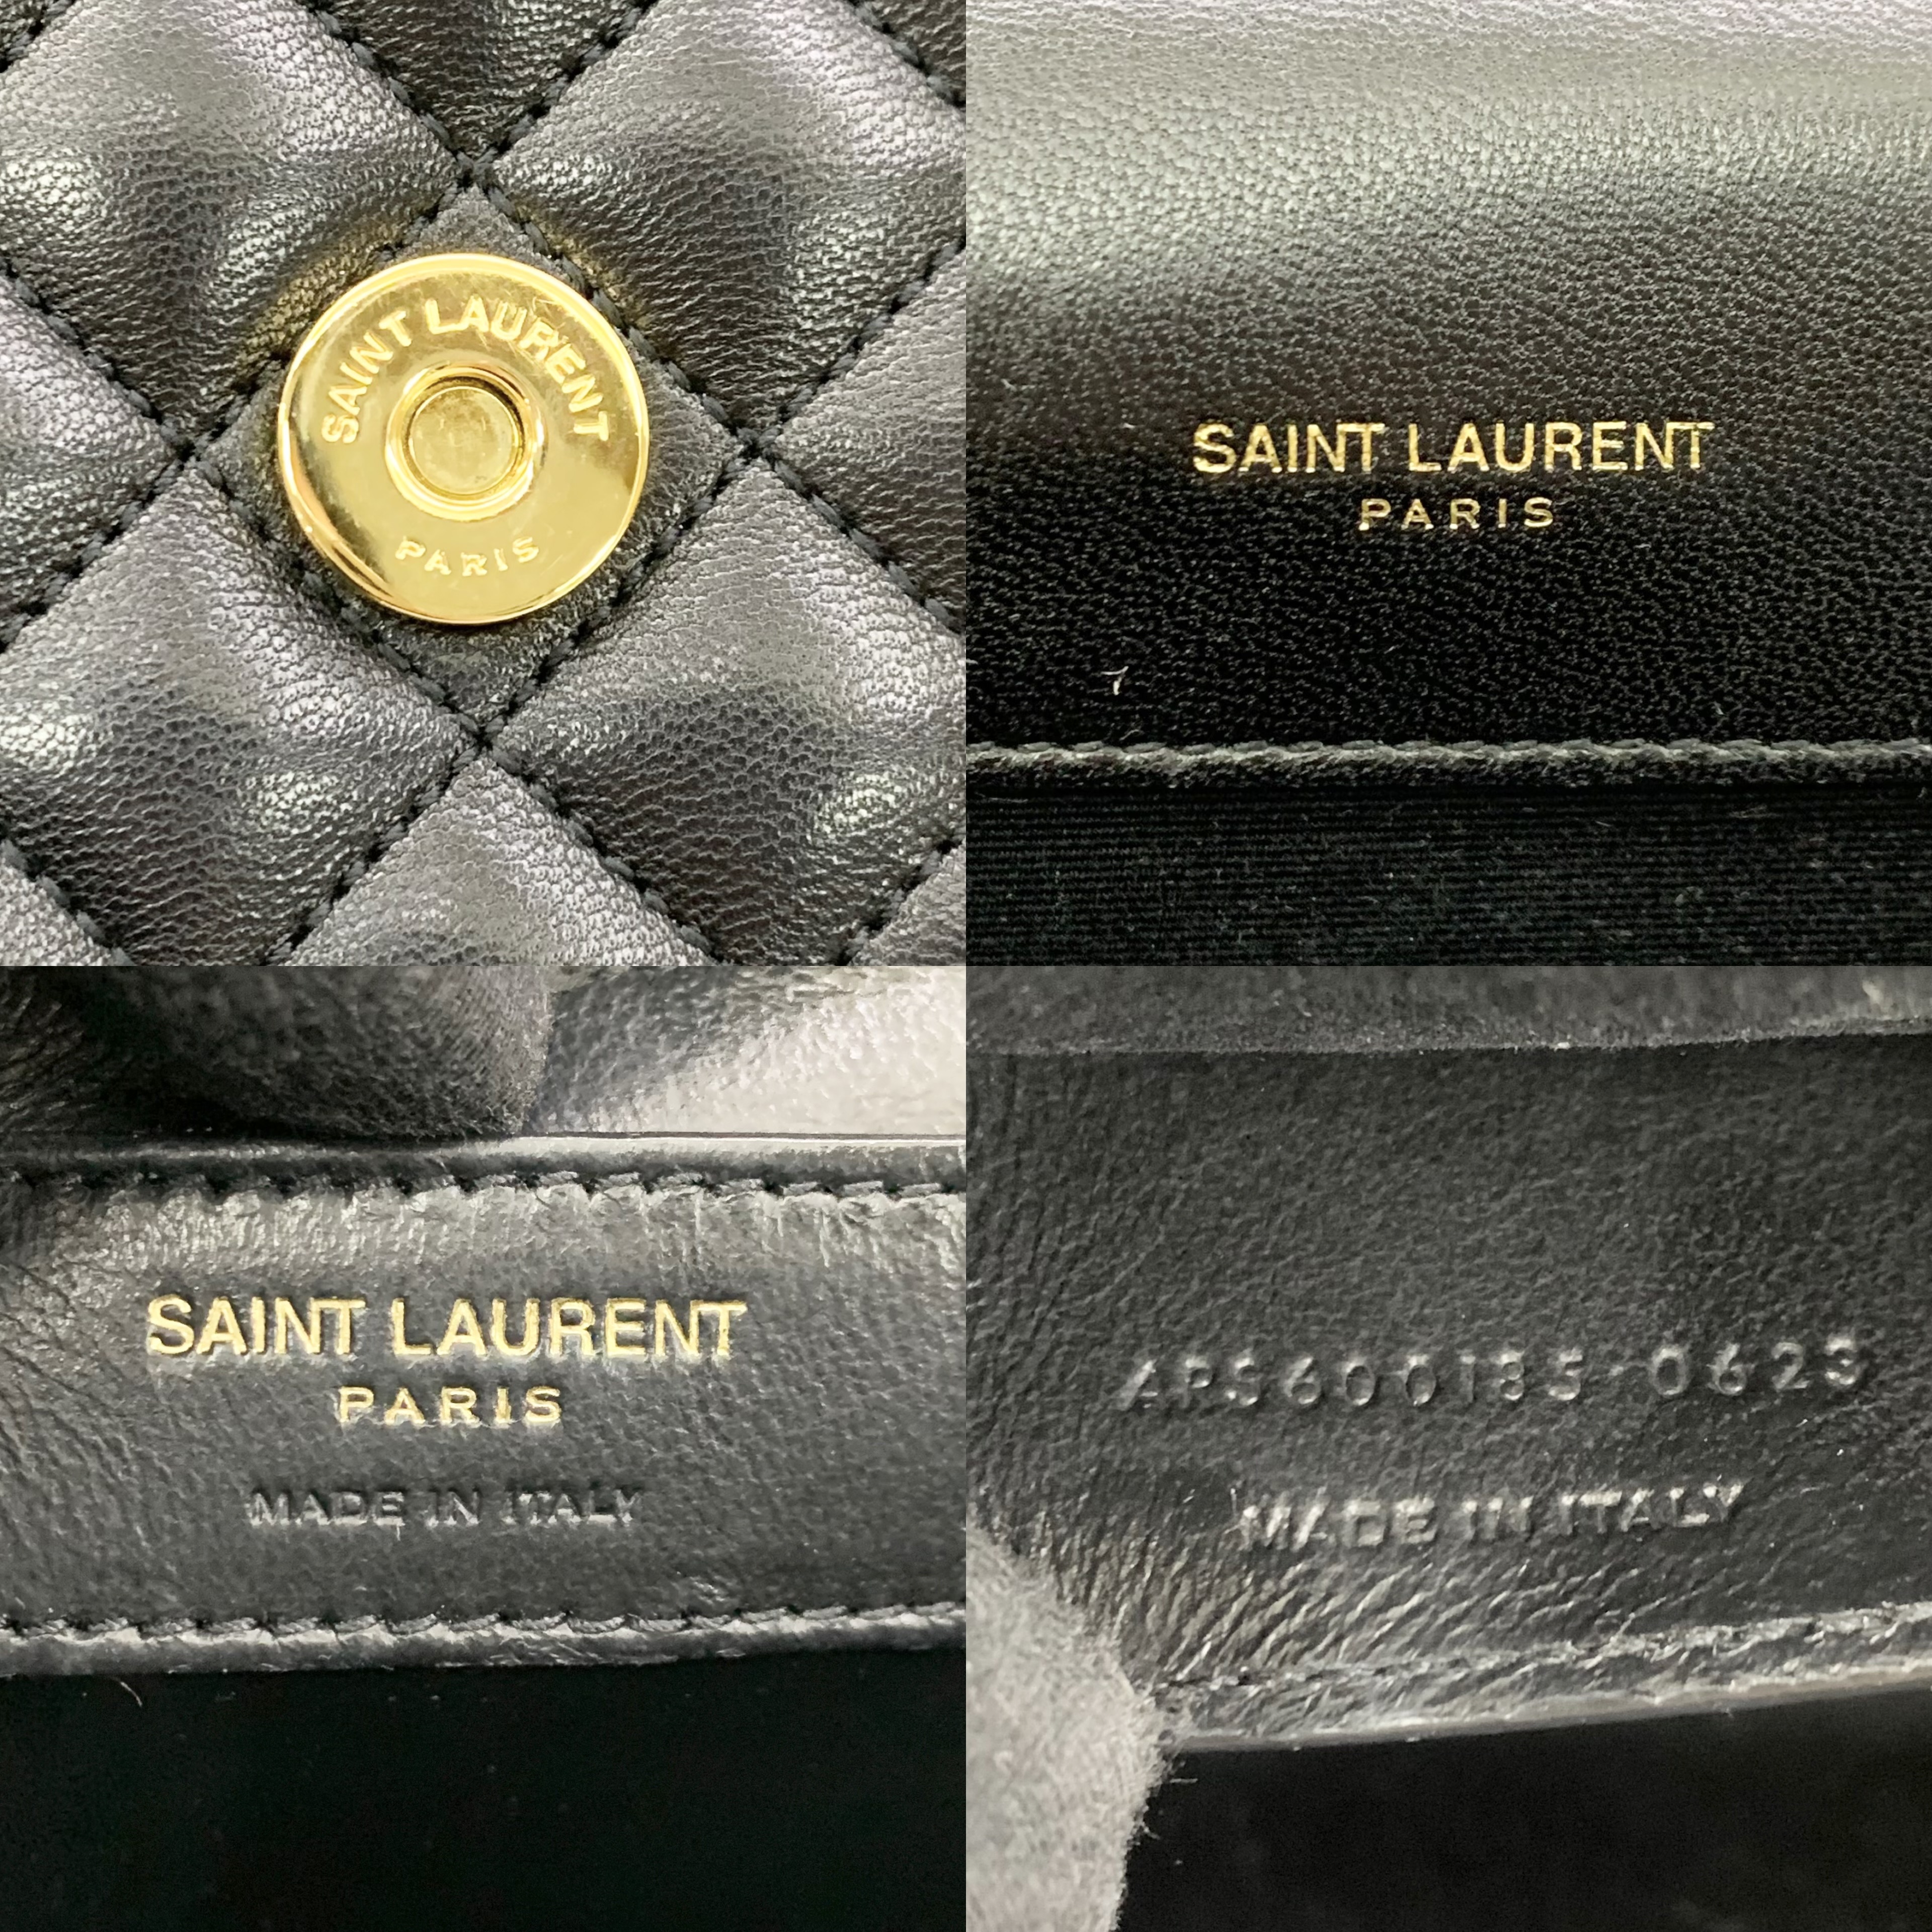 SAINT LAURENT
PARIS
SAINT LAURENT
PARIS
SAINT LAURENT
PARIS
MADE IN ITALY
APS600185-0623
MADE IN ITALY